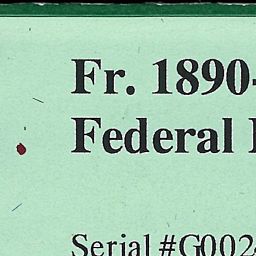 Fr. 1890-
Federal
Serial #G002